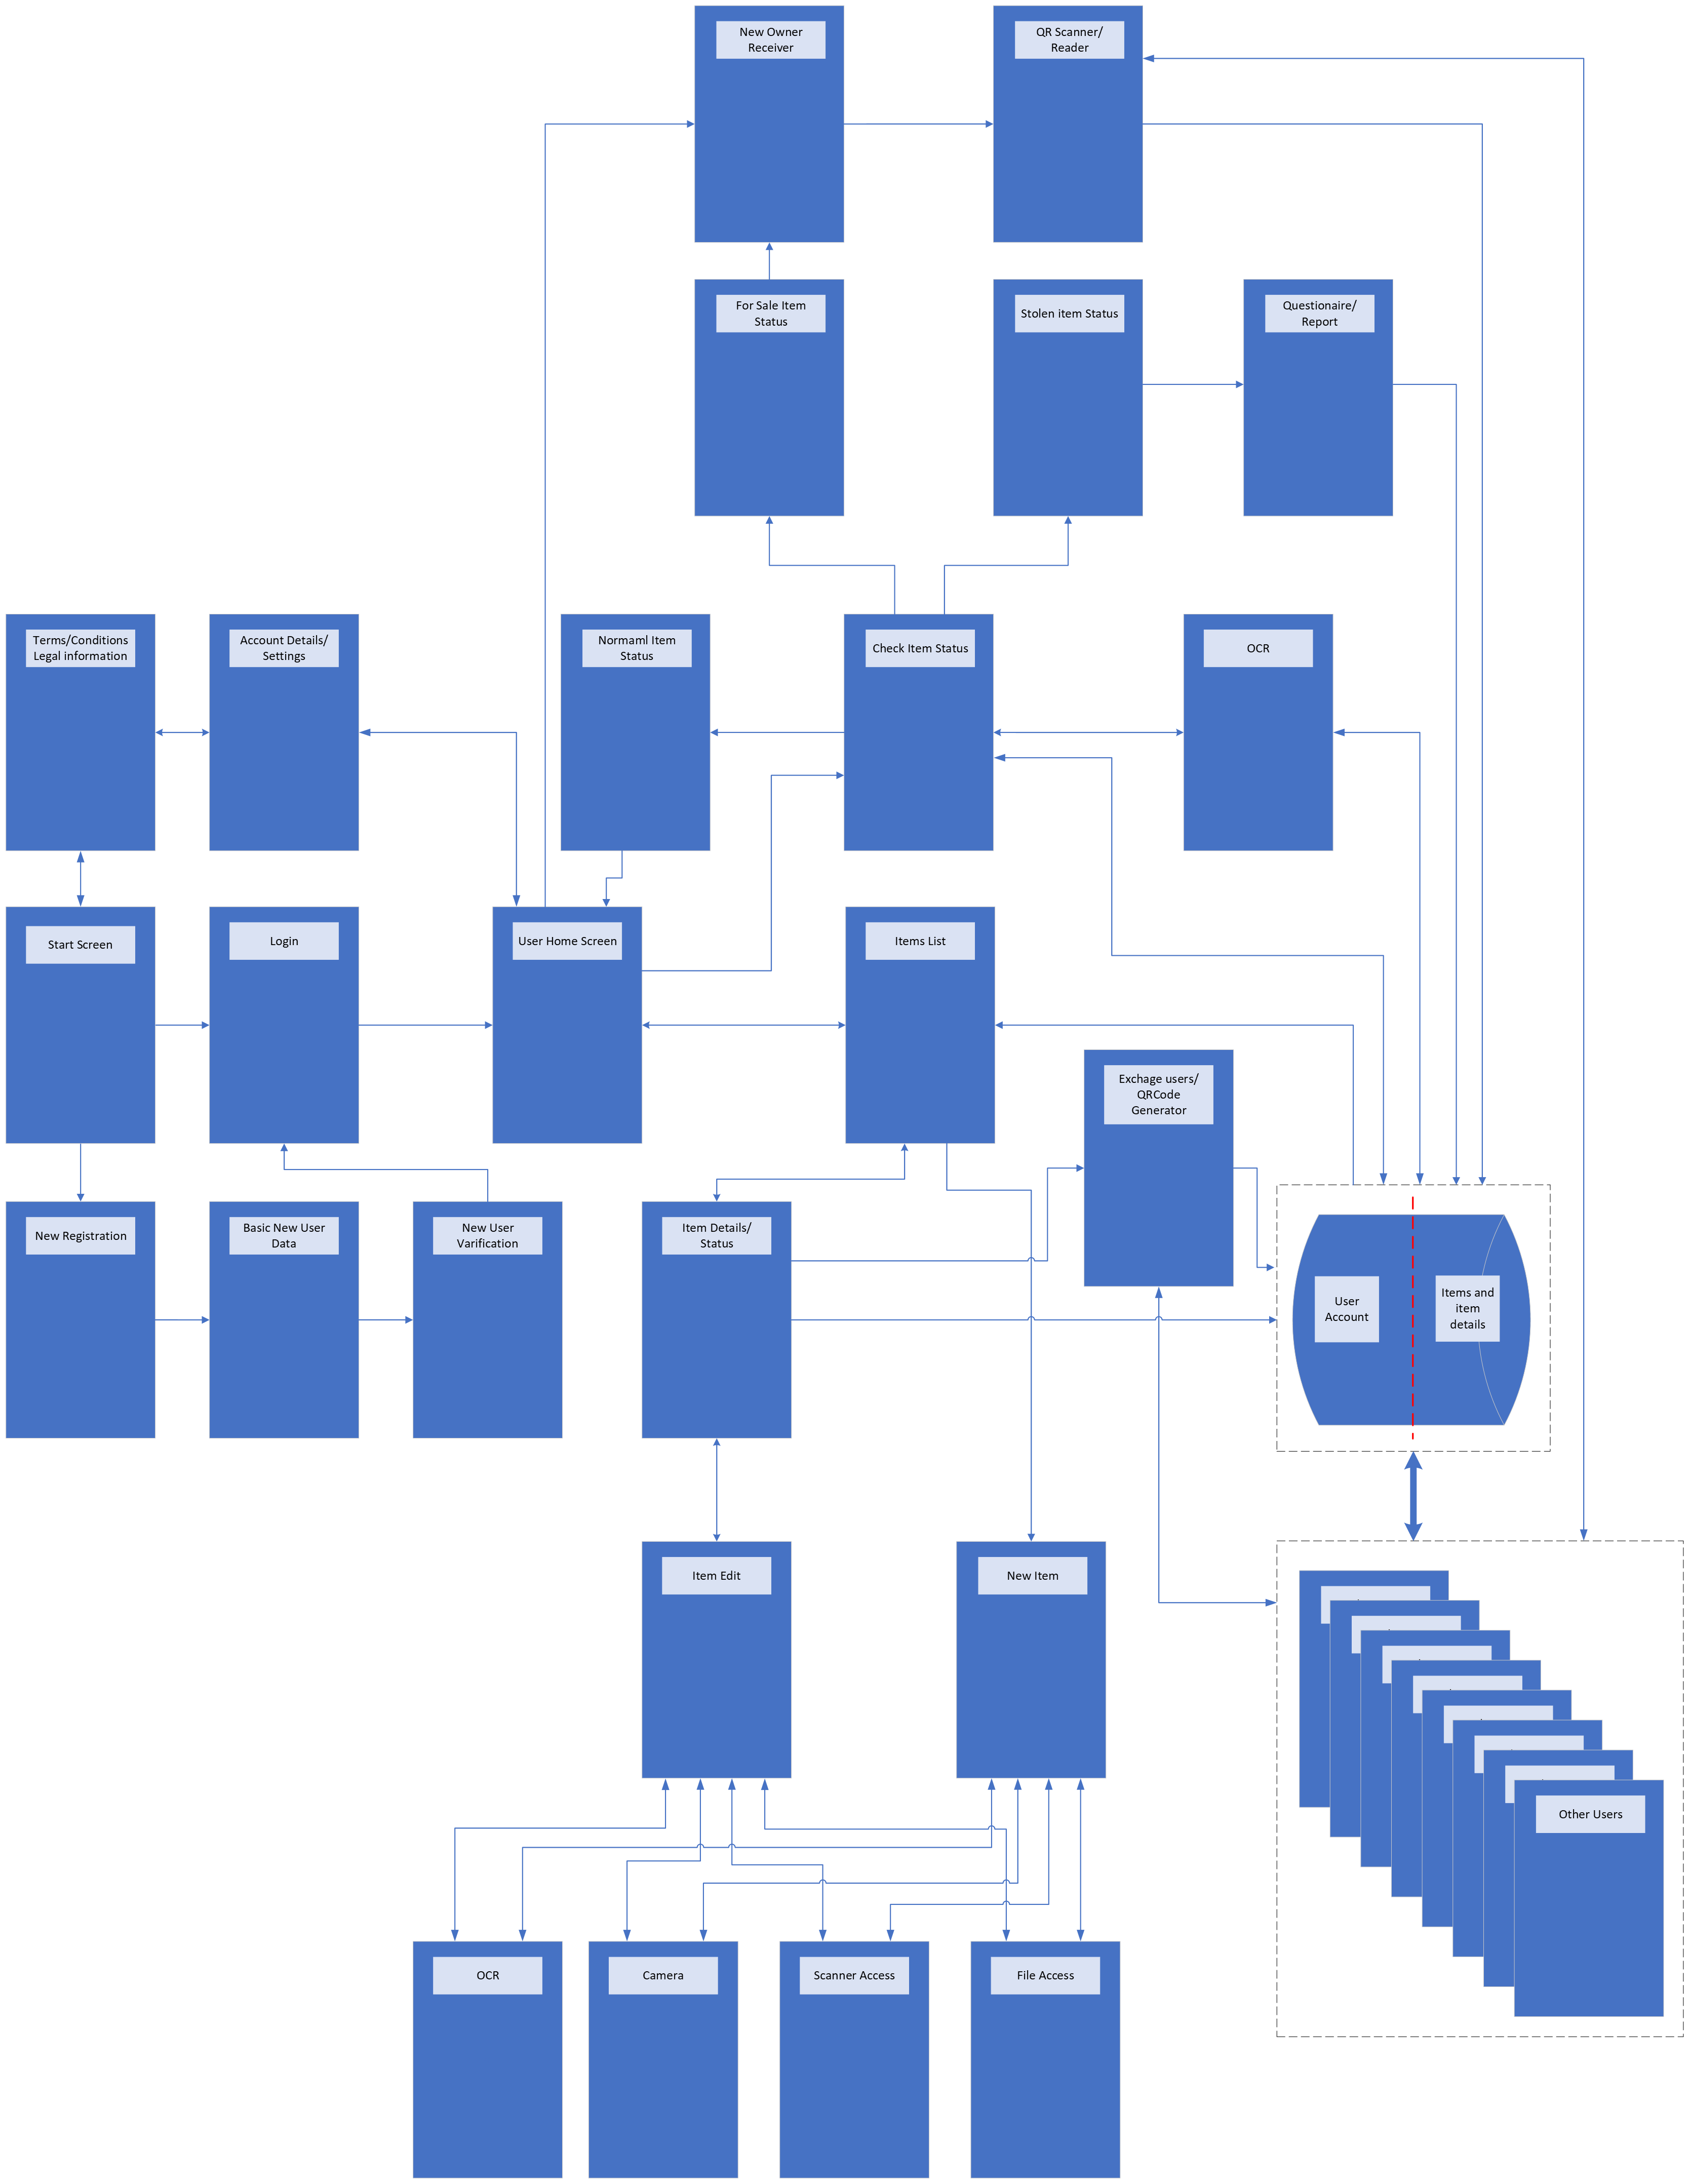 New Owner
Receiver
QR Scanner/
Reader
For Sale Item
Status
Stolen item Status
Questionaire/
Report
Terms/Conditions
Legal information
Account Details/
Settings
Normaml Item
Status
Check Item Status
OCR
Start Screen
Login
User Home Screen
Items List
Exchage users/
QRCode
Generator
New Registration
Basic New User
Data
New User
Varification
Item Details/
Status
User
Account
Items and
item
details
Item Edit
New Item
Other Users
OCR
Camera
Scanner Access
File Access